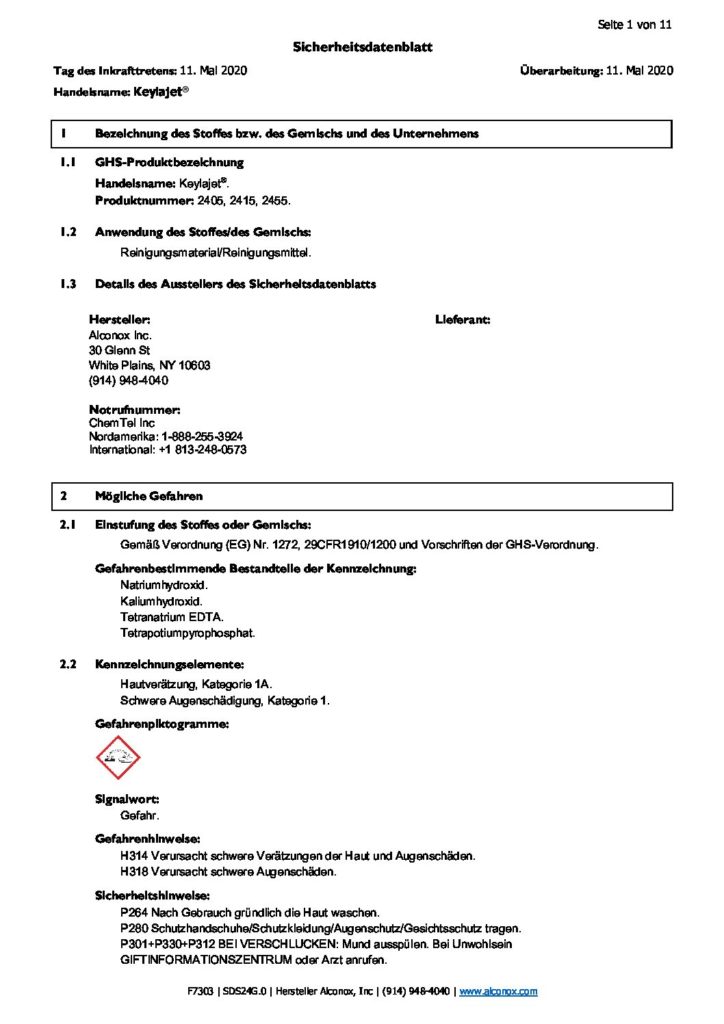 Seite 1 von 11
Sicherheitsdatenblatt
Tag des Inkrafttretens: 11. Mai 2020 Überarbeitung: 11. Mai 2020
Handelsname: Keylajet®
1 Bezeichnung des Stoffes bzw. des Gemischs und des Unternehmens
1.1 GHS-Produktbezeichnung
Handelsname: Keylajet®.
Produktnummer: 2405, 2415, 2455.
1.2 Anwendung des Stoffes/des Gemischs:
Reinigungsmaterial/Reinigungsmittel.
1.3 Details des Ausstellers des Sicherheitsdatenblatts
Hersteller: Lieferant:
Alconox Inc.
30 Glenn St
White Plains, NY 10603
(914) 948-4040
Notrufnummer:
ChemTel Inc
Nordamerika: 1-888-255-3924
International: +1 813-248-0573
2 Mögliche Gefahren
2.1 Einstufung des Stoffes oder Gemischs:
Gemäß Verordnung (EG) Nr. 1272, 29CFR1910/1200 und Vorschriften der GHS-Verordnung.
Gefahrenbestimmende Bestandteile der Kennzeichnung:
Natriumhydroxid.
Kaliumhydroxid.
Tetranatrium EDTA.
Tetrapotiumpyrophosphat.
2.2 Kennzeichnungselemente:
Hautverätzung, Kategorie 1A.
Schwere Augenschädigung, Kategorie 1.
Gefahrenpiktogramme:
Signalwort:
Gefahr.
Gefahrenhinweise:
H314 Verursacht schwere Verätzungen der Haut und Augenschäden.
H318 Verursacht schwere Augenschäden.
Sicherheitshinweise:
P264 Nach Gebrauch gründlich die Haut waschen.
P280 Schutzhandschuhe/Schutzkleidung/Augenschutz/Gesichtsschutz tragen.
P301+P330+P312 BEI VERSCHLUCKEN: Mund ausspülen. Bei Unwohlsein
GIFTINFORMATIONSZENTRUM oder Arzt anrufen.
F7303 | SDS24G.0 | Hersteller Alconox, Inc | (914) 948-4040 | www.alconox.com